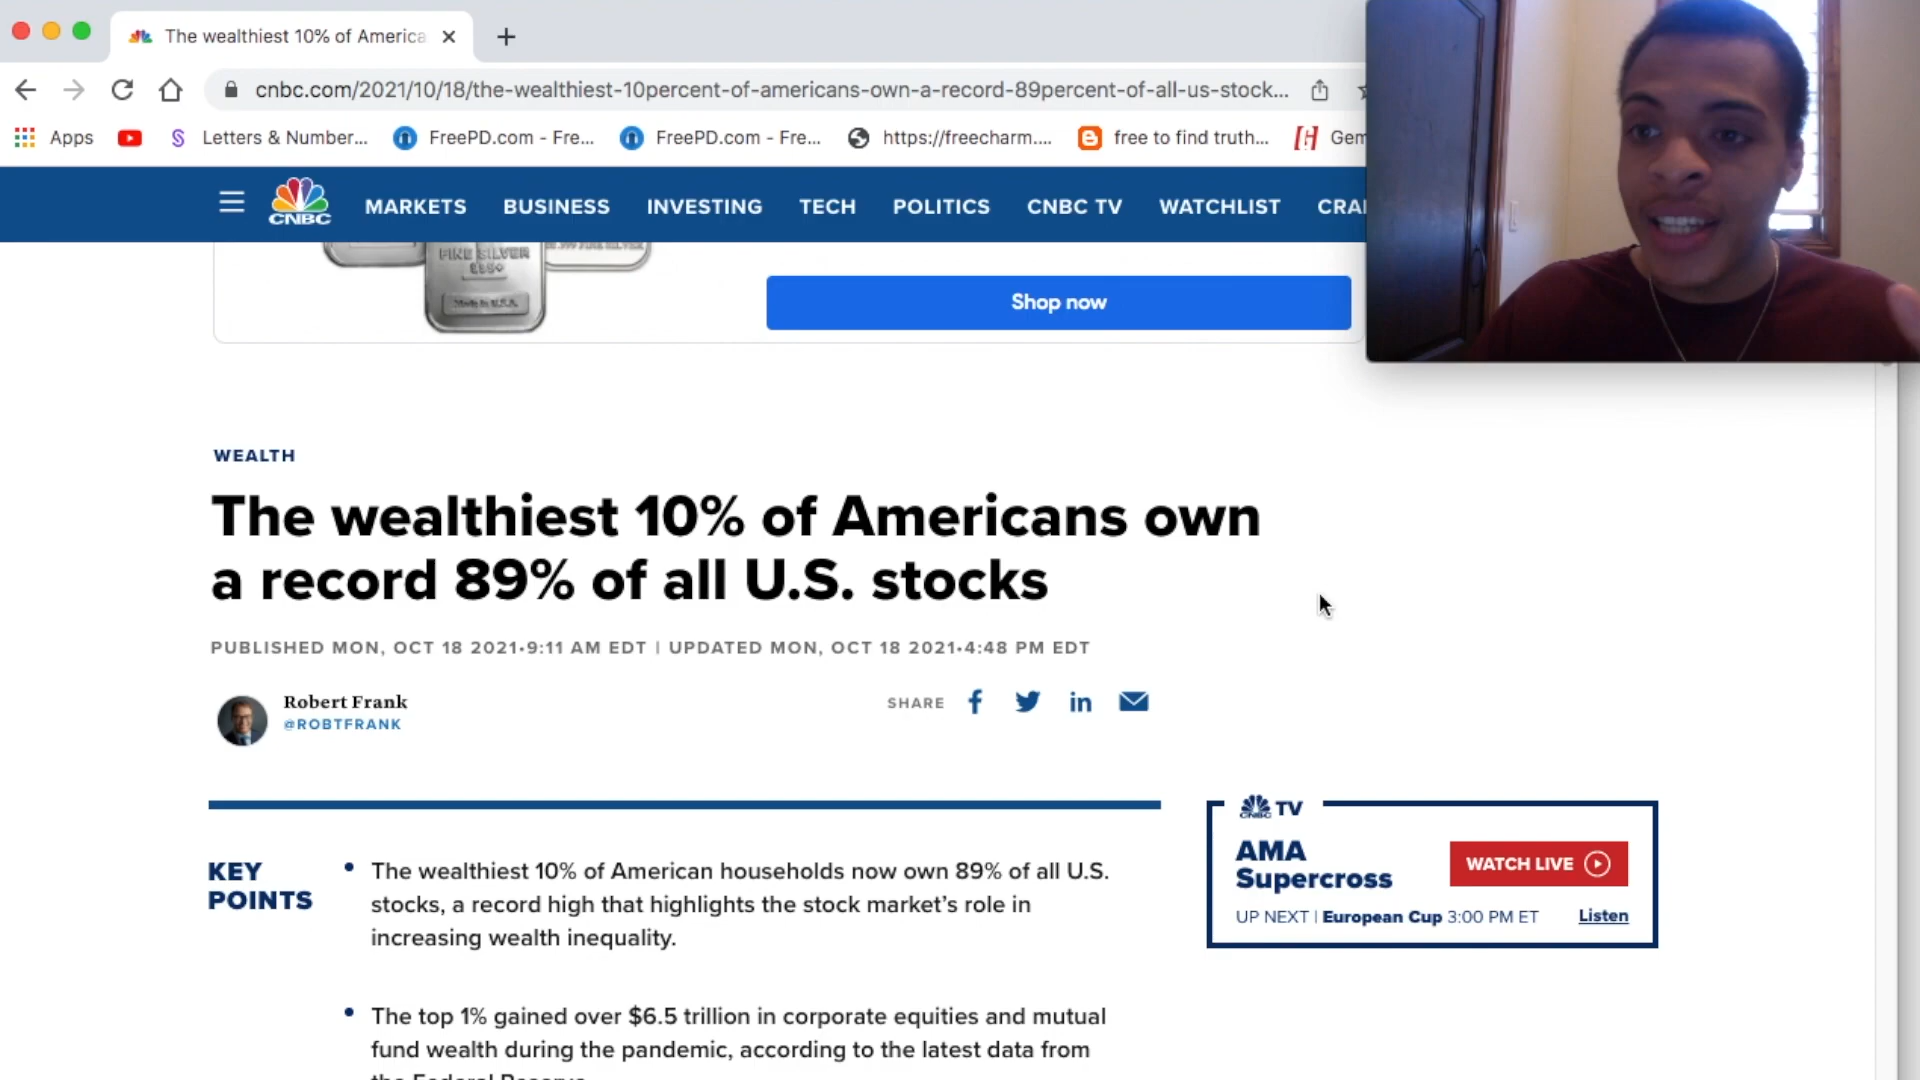 The wealthiest 10% of America
cnbc.com/2021/10/18/the-wealthiest-10percent-of-americans-own-a-record-89percent-of-all-us-stock...
Apps
Letters & Number...
FreePD.com - Fre...
FreePD.com - Fre...
https://freecharm....
free to find truth...
Gem
CNBC
MARKETS
BUSINESS
INVESTING
TECH
POLITICS
CNBC TV
WATCHLIST
CRA
FINE SILVER
Made in U.S.A.
Shop now
WEALTH
The wealthiest 10% of Americans own
a record 89% of all U.S. stocks
PUBLISHED MON, OCT 18 2021•9:11 AM EDT | UPDATED MON, OCT 18 2021•4:48 PM EDT
Robert Frank
@ROBTFRANK
SHARE
KEY
POINTS
• The wealthiest 10% of American households now own 89% of all U.S.
stocks, a record high that highlights the stock market’s role in
increasing wealth inequality.
• The top 1% gained over $6.5 trillion in corporate equities and mutual
fund wealth during the pandemic, according to the latest data from
the Federal Reserve.
CNBC TV
AMA
Supercross
WATCH LIVE
UP NEXT | European Cup 3:00 PM ET
Listen